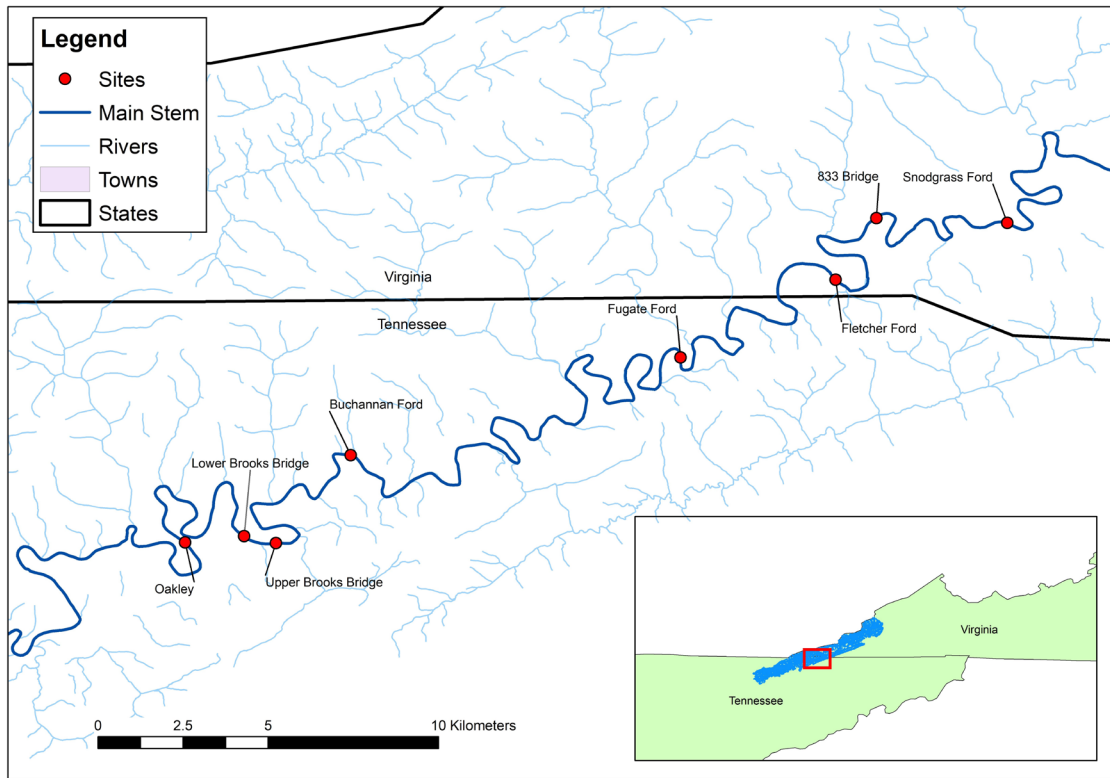 Legend
Sites
Main Stem
Rivers
Towns
States
833 Bridge
Snodgrass Ford
Virginia
Tennessee
Fugate Ford
Fletcher Ford
Buchannan Ford
Lower Brooks Bridge
Oakley
Upper Brooks Bridge
0 2.5 5 10 Kilometers
Virginia
Tennessee